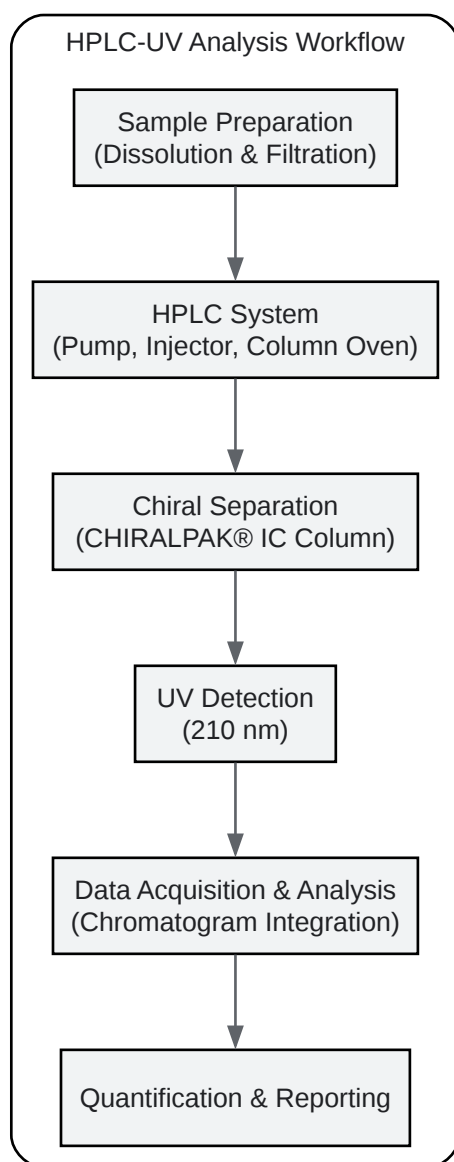 HPLC-UV Analysis Workflow
Sample Preparation
(Dissolution & Filtration)
HPLC System
(Pump, Injector, Column Oven)
Chiral Separation
(CHIRALPAK® IC Column)
UV Detection
(210 nm)
Data Acquisition & Analysis
(Chromatogram Integration)
Quantification & Reporting